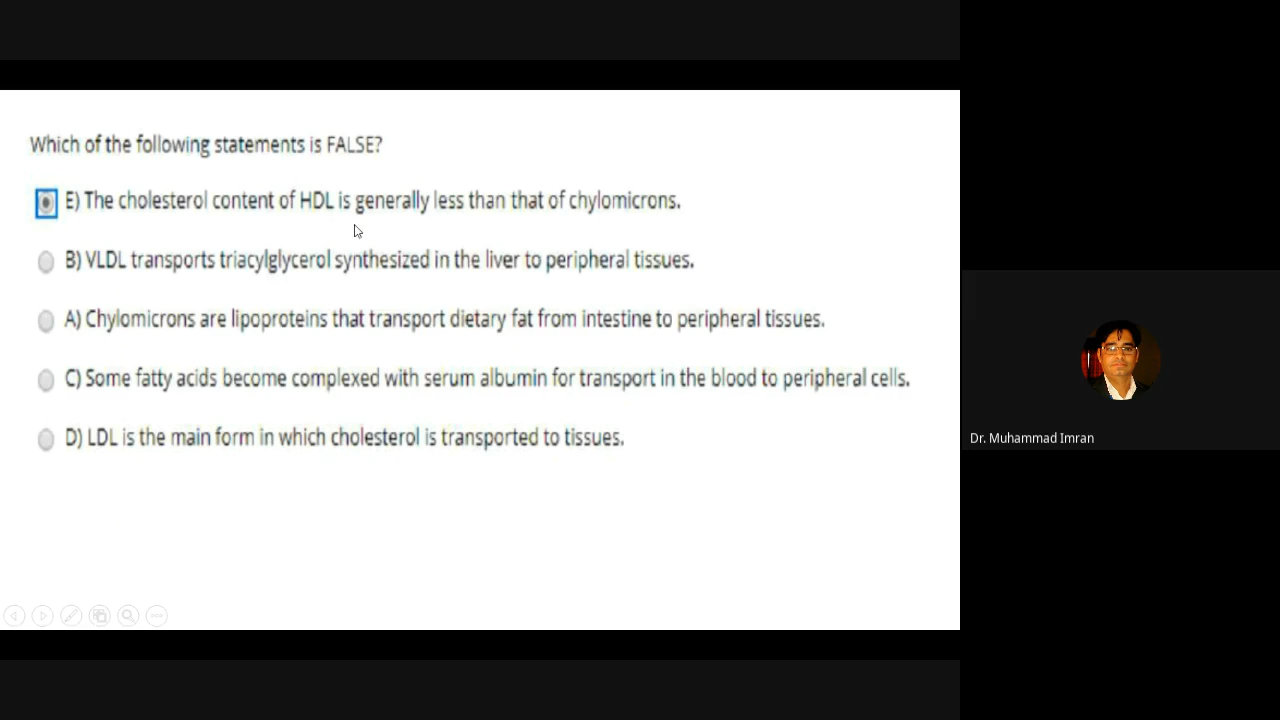 Which of the following statements is FALSE?
E) The cholesterol content of HDL is generally less than that of chylomicrons.
B) VLDL transports triacylglycerol synthesized in the liver to peripheral tissues.
A) Chylomicrons are lipoproteins that transport dietary fat from intestine to peripheral tissues.
C) Some fatty acids become complexed with serum albumin for transport in the blood to peripheral cells.
D) LDL is the main form in which cholesterol is transported to tissues.
Dr. Muhammad Imran